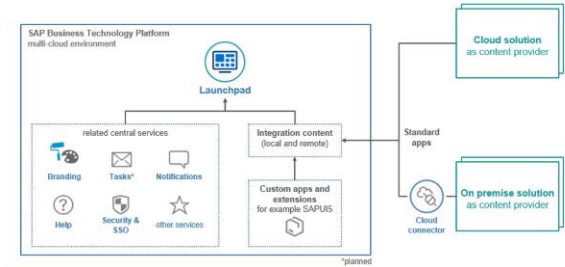 SAP Business Technology Platform
multi-cloud environment
Launchpad
related central services
Branding
Tasks*
Notifications
Help
Security &
SSO
other services
Integration content
(local and remote)
Custom apps and
extensions
for example SAPUI5
Standard
apps
Cloud
connector
Cloud solution
as content provider
On premise solution
as content provider
*planned